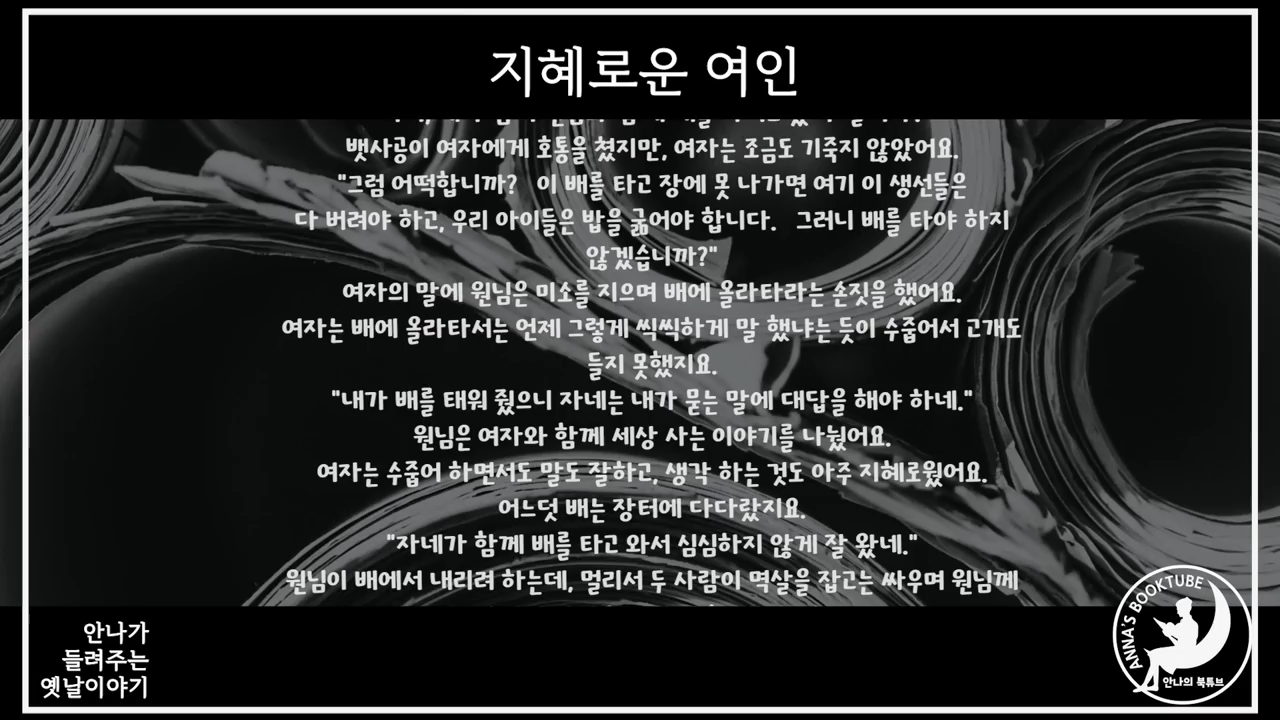 지혜로운 여인
뱃사공이 여자에게 호통을 쳤지만, 여자는 조금도 기죽지 않았어요.
"그럼 어떡합니까? 이 배를 타고 장에 못 나가면 여기 이 생선들은
다 버려야 하고, 우리 아이들은 밥을 굶어야 합니다. 그러니 배를 타야 하지
않겠습니까?"
여자의 말에 원님은 미소를 지으며 배에 올라타라는 손짓을 했어요.
여자는 배에 올라타서는 언제 그렇게 씩씩하게 말 했냐는 듯이 수줍어서 고개도
들지 못했지요.
"내가 배를 태워 줬으니 자네는 내가 묻는 말에 대답을 해야 하네."
원님은 여자와 함께 세상 사는 이야기를 나눴어요.
여자는 수줍어 하면서도 말도 잘하고, 생각 하는 것도 아주 지혜로웠어요.
어느덧 배는 장터에 다다랐지요.
"자네가 함께 배를 타고 와서 심심하지 않게 잘 왔네."
원님이 배에서 내리려 하는데, 멀리서 두 사람이 멱살을 잡고는 싸우며 원님께
안나가
들려주는
옛날이야기
ANNA'S BOOKTUBE
안나의 북튜브